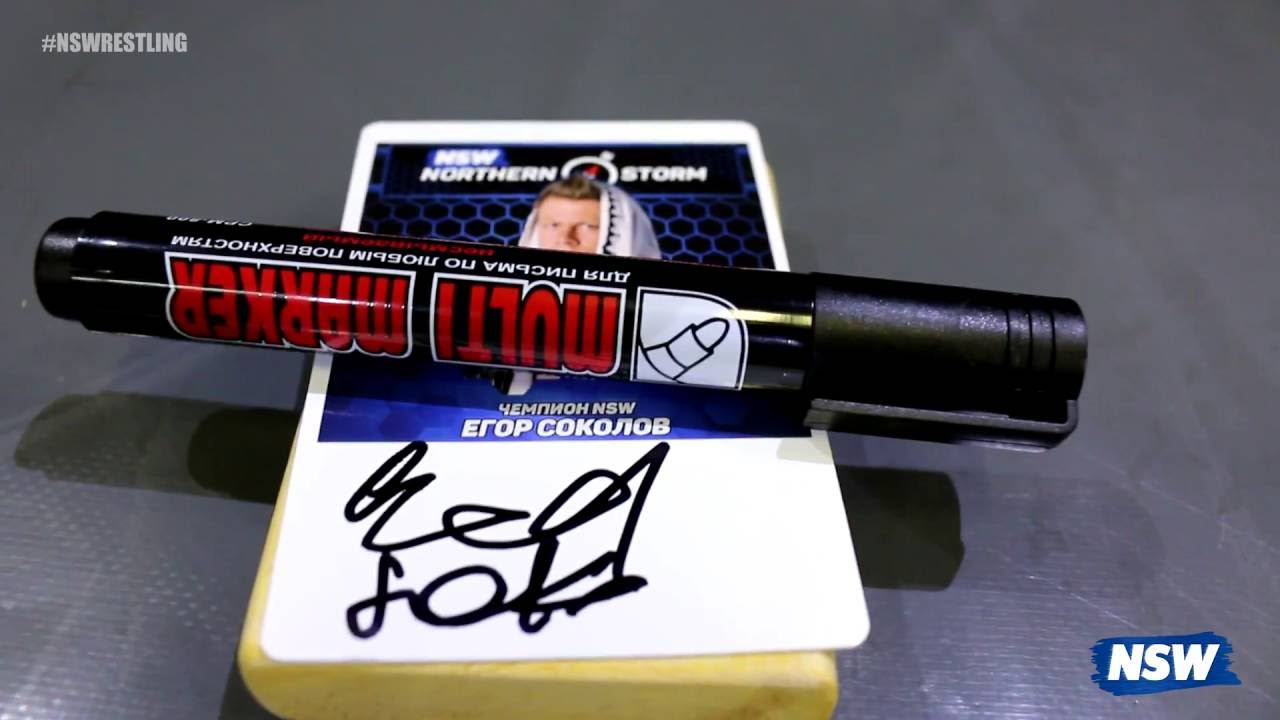 #NSWRESTLING
NSW
NORTHERN STORM
ДЛЯ ПИСЬМА ПО ЛЮБЫМ ПОВЕРХНОСТЯМ
MULTI MARKER
ЧЕМПИОН NSW
ЕГОР СОКОЛОВ
NSW